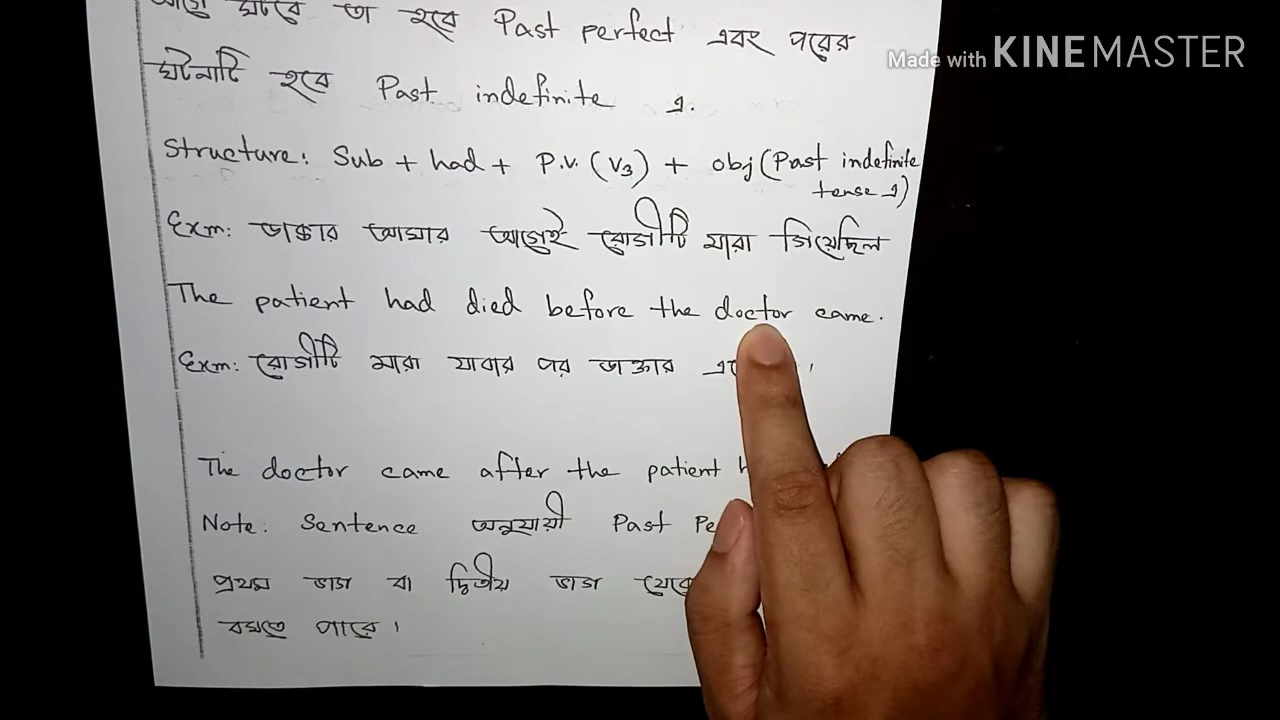 ঘটবে তা হবে Past perfect এবং পরের
Made with KINEMASTER
ঘটনাটি হবে Past indefinite এ.
Structure: Sub + had + P.V. (V₃) + obj (Past indefinite
tense এ)
Exm: ডাক্তার আসার আগেই রোগীটি মারা গিয়েছিল
The patient had died before the doctor came.
Exm: রোগীটি মারা যাবার পর ডাক্তার
The doctor came after the patient
Note: Sentence অনুযায়ী Past
প্রথম ভাগ বা দ্বিতীয় ভাগ
বসতে পারে।